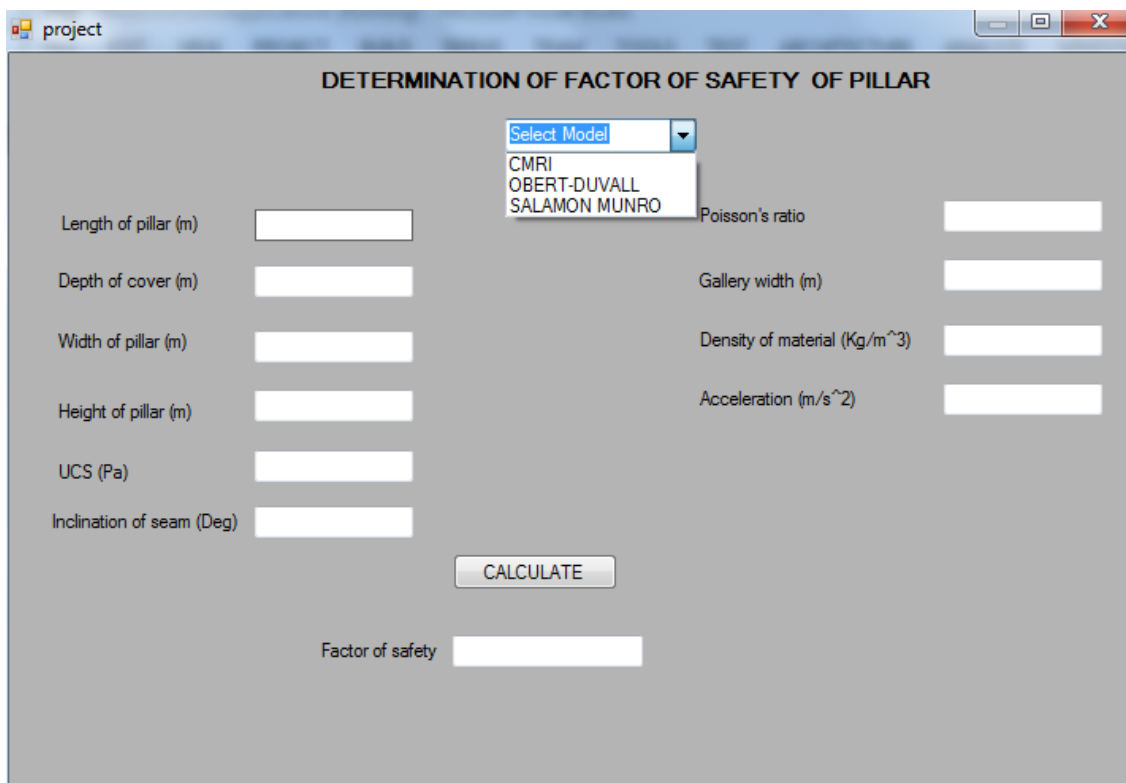 project
DETERMINATION OF FACTOR OF SAFETY OF PILLAR
Select Model
CMRI
OBERT-DUVALL
SALAMON MUNRO
Length of pillar (m)
Depth of cover (m)
Width of pillar (m)
Height of pillar (m)
UCS (Pa)
Inclination of seam (Deg)
Poisson's ratio
Gallery width (m)
Density of material (Kg/m^3)
Acceleration (m/s^2)
CALCULATE
Factor of safety